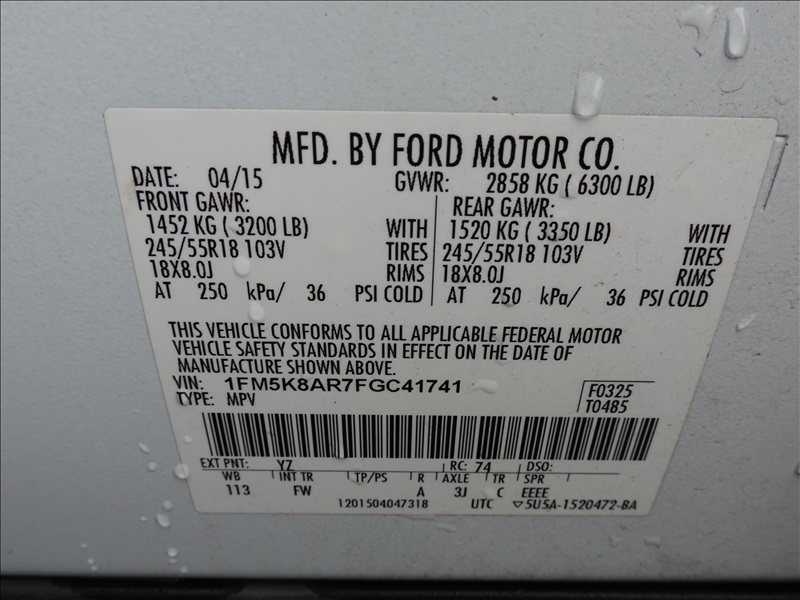 MFD. BY FORD MOTOR CO.
DATE: 04/15 GVWR: 2858 KG ( 6300 LB)
FRONT GAWR: REAR GAWR:
1452 KG ( 3200 LB) WITH 1520 KG ( 3350 LB) WITH
245/55R18 103V TIRES 245/55R18 103V TIRES
18X8.0J RIMS 18X8.0J RIMS
AT 250 kPa/ 36 PSI COLD AT 250 kPa/ 36 PSI COLD
THIS VEHICLE CONFORMS TO ALL APPLICABLE FEDERAL MOTOR
VEHICLE SAFETY STANDARDS IN EFFECT ON THE DATE OF
MANUFACTURE SHOWN ABOVE.
VIN: 1FM5K8AR7FGC41741 F0325
TYPE: MPV T0485
EXT PNT: YZ RC: 74 DSO:
WB INT TR TP/PS R AXLE TR SPR
113 FW A 3J C EEEE
1201504047318 UTC ▽5U5A-1520472-BA